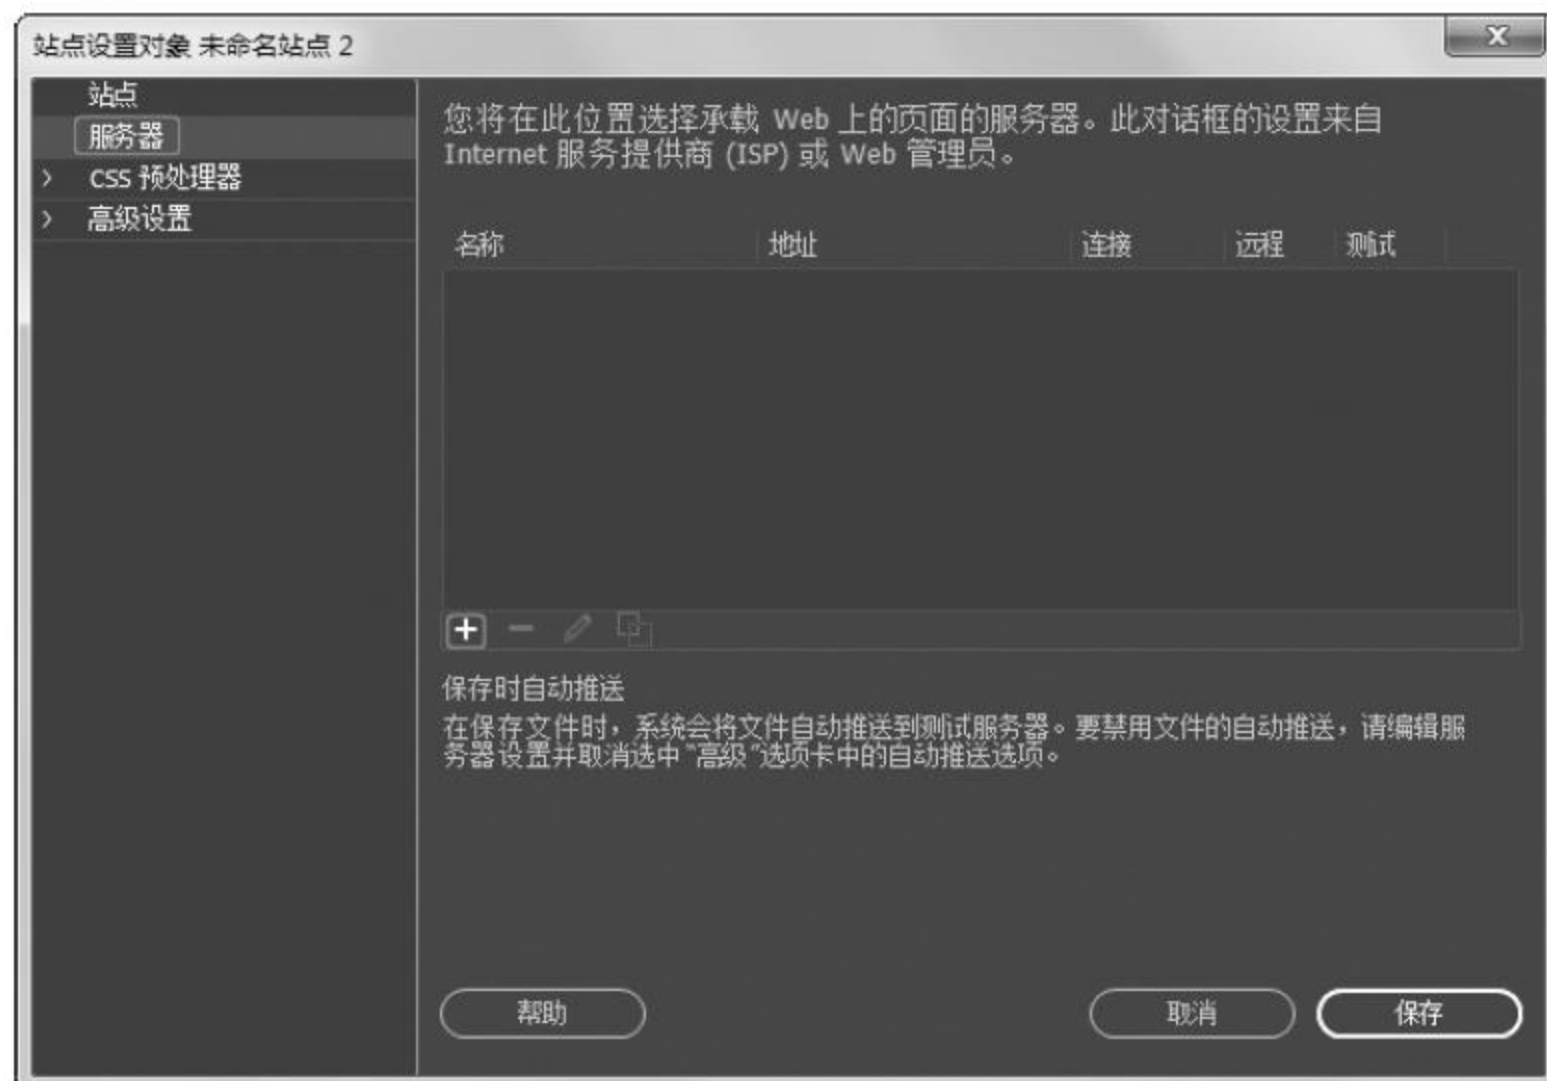 站点设置对象 未命名站点 2
站点
服务器
CSS 预处理器
高级设置
您将在此位置选择承载 Web 上的页面的服务器。此对话框的设置来自
Internet 服务提供商 (ISP) 或 Web 管理员。
名称 地址 连接 远程 测试
保存时自动推送
在保存文件时，系统会将文件自动推送到测试服务器。要禁用文件的自动推送，请编辑服
务器设置并取消选中"高级"选项卡中的自动推送选项。
帮助 取消 保存